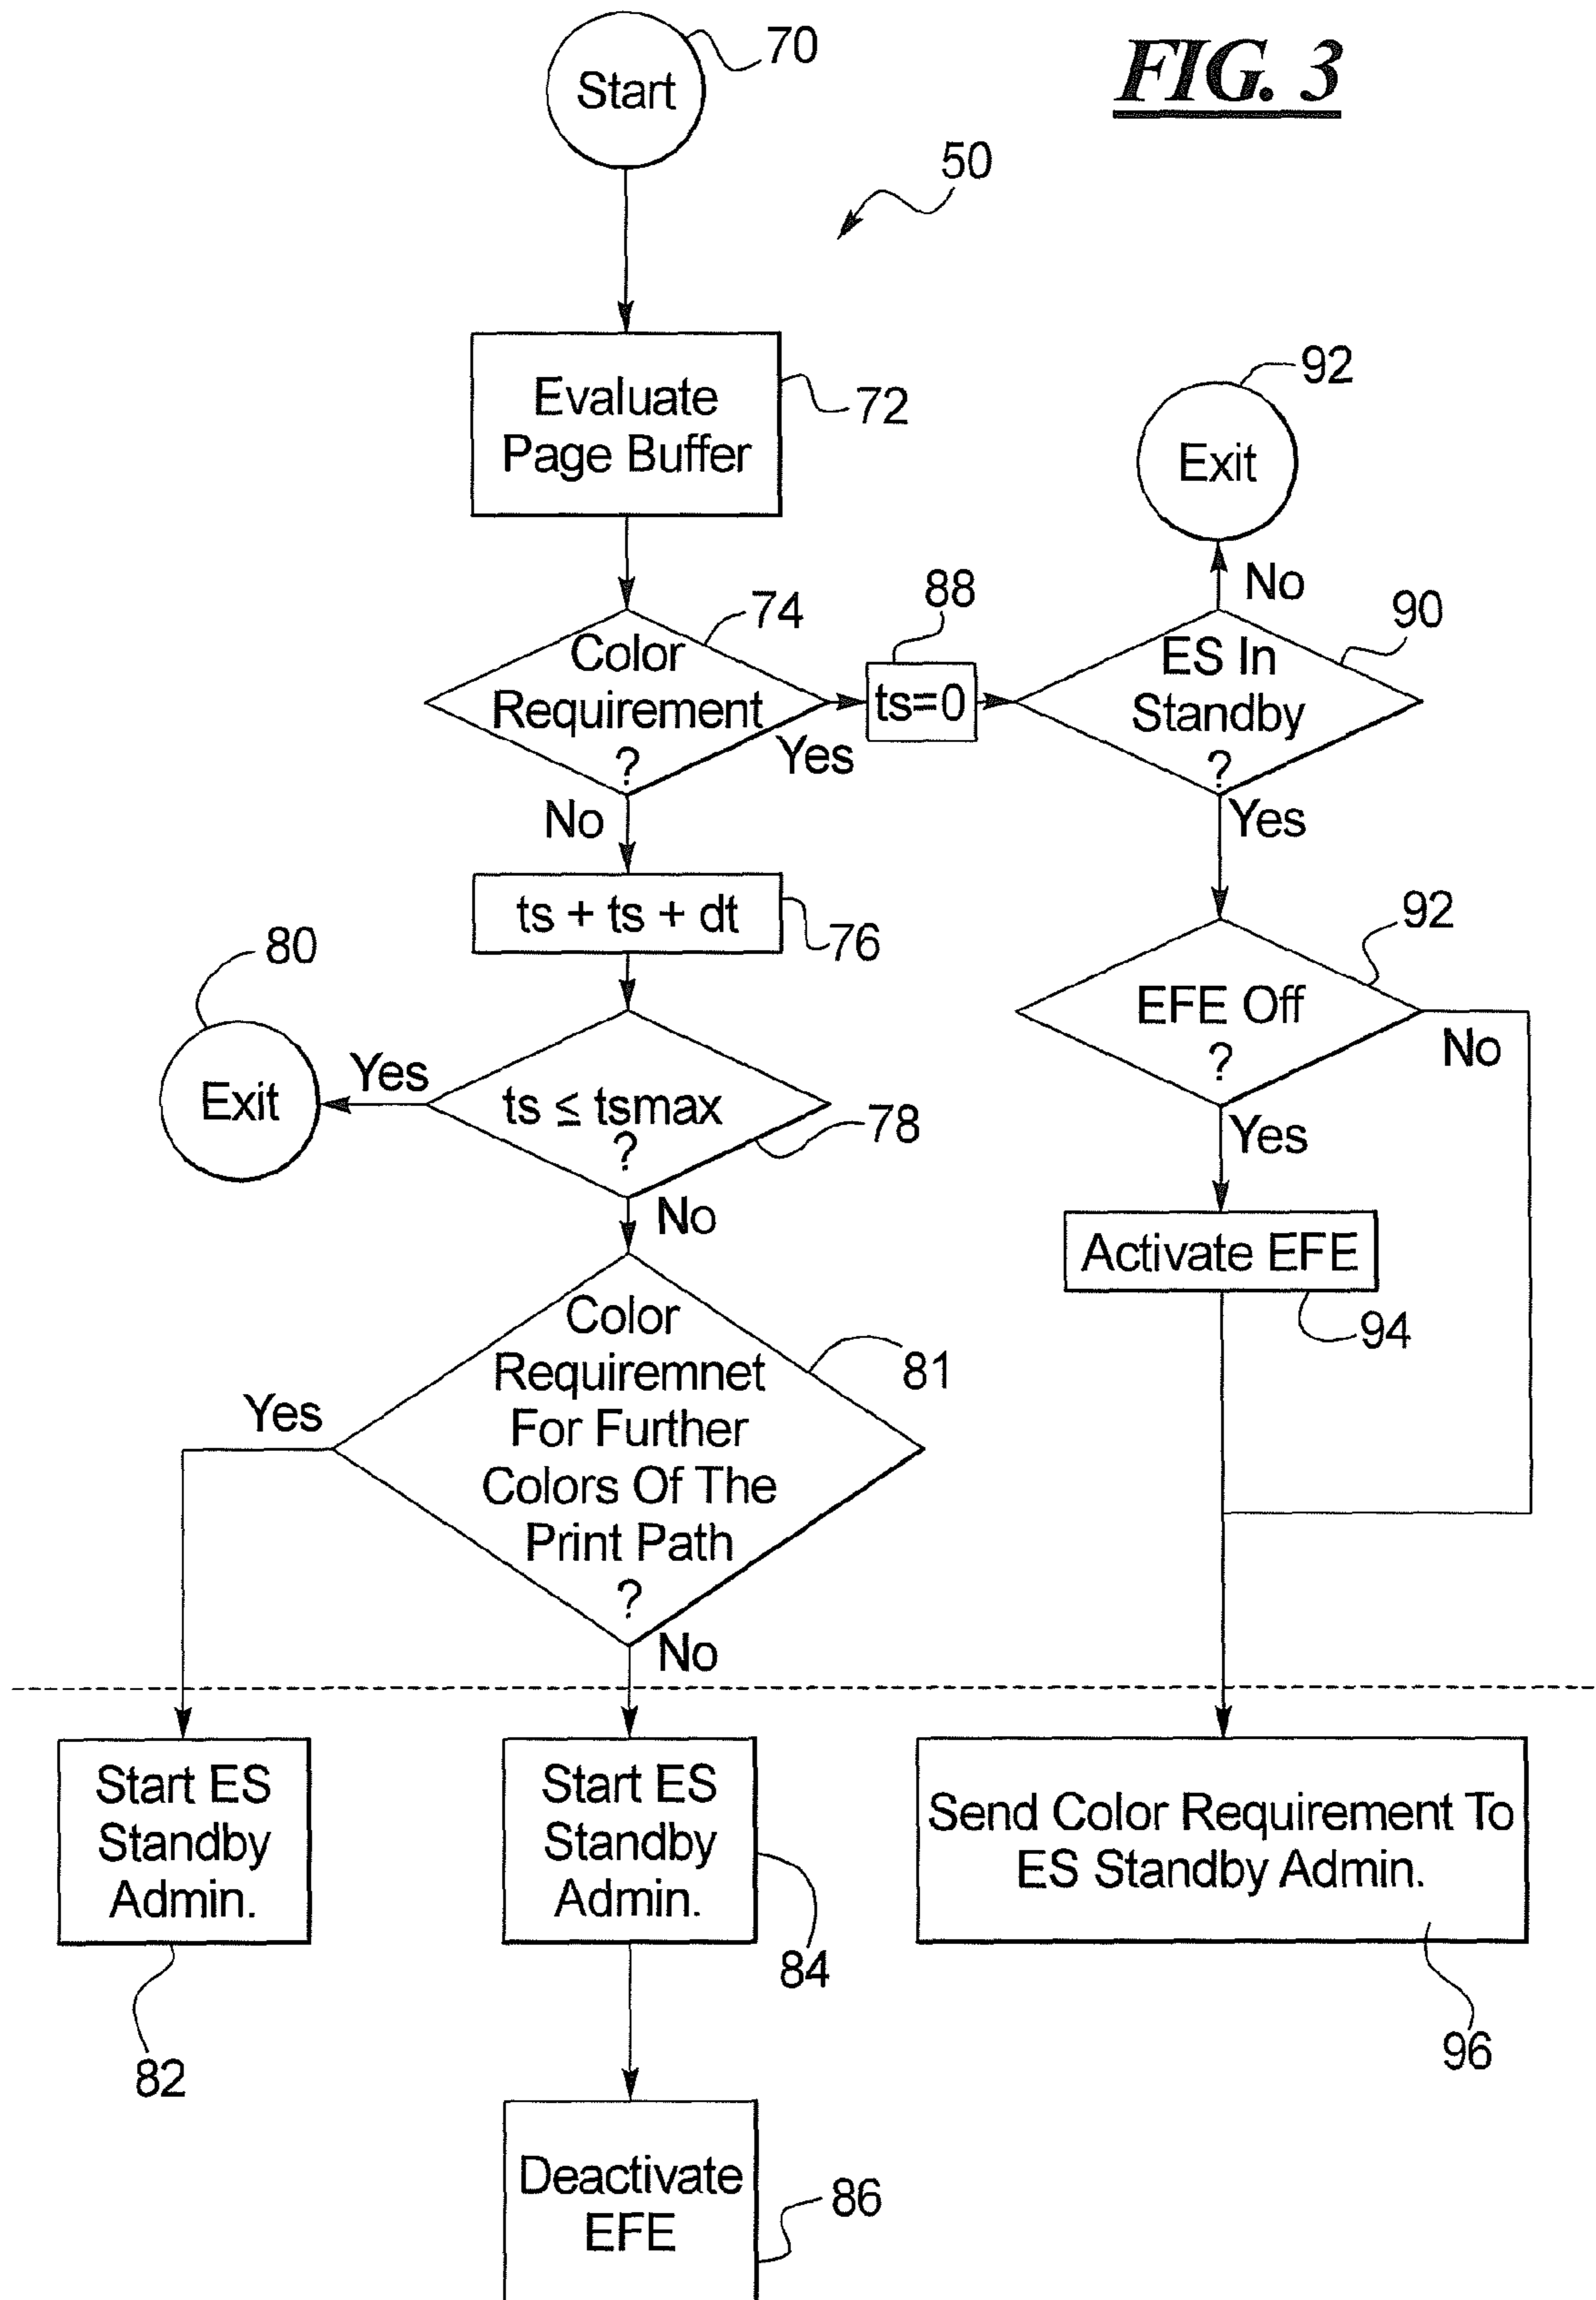 70
Start
FIG. 3
50
Evaluate
Page Buffer
72
92
Exit
No
88
74
90
Color
Requirement
?
Yes
ts=0
ES In
Standby
?
Yes
No
ts + ts + dt
76
92
80
EFE Off
?
No
Yes
Exit
Yes
ts ≤ tsmax
?
78
No
Activate EFE
94
Color
Requiremnet
For Further
Colors Of The
Print Path
?
81
Yes
No
Start ES
Standby
Admin.
82
Start ES
Standby
Admin.
84
Send Color Requirement To
ES Standby Admin.
96
Deactivate
EFE
86